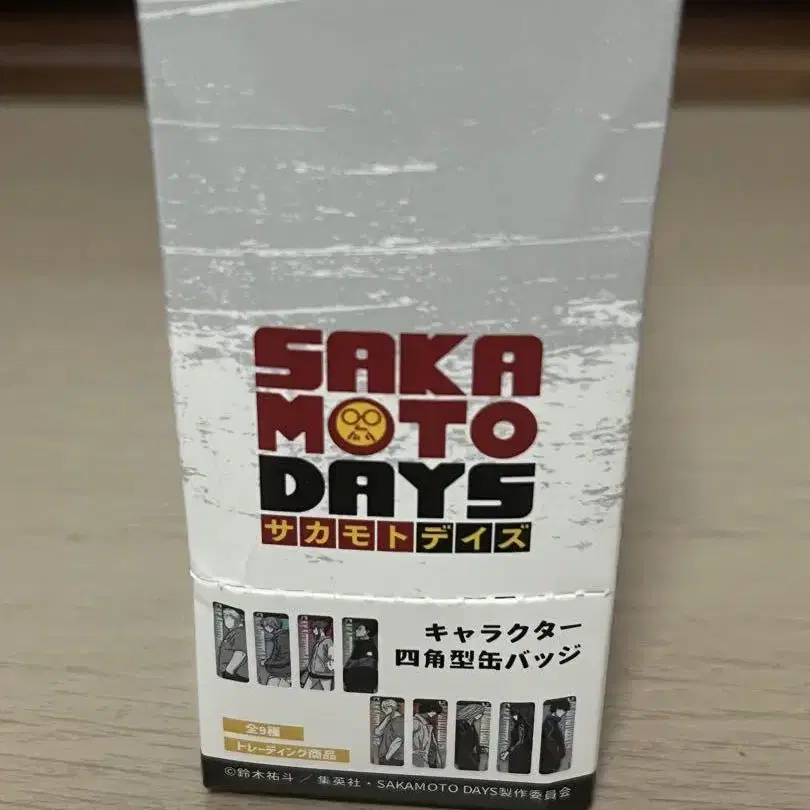 SAKA
MOTO
DAYS
サカモトデイズ
キャラクター
四角型缶バッジ
全9種
トレーディング商品
©鈴木祐斗／集英社・SAKAMOTO DAYS製作委員会